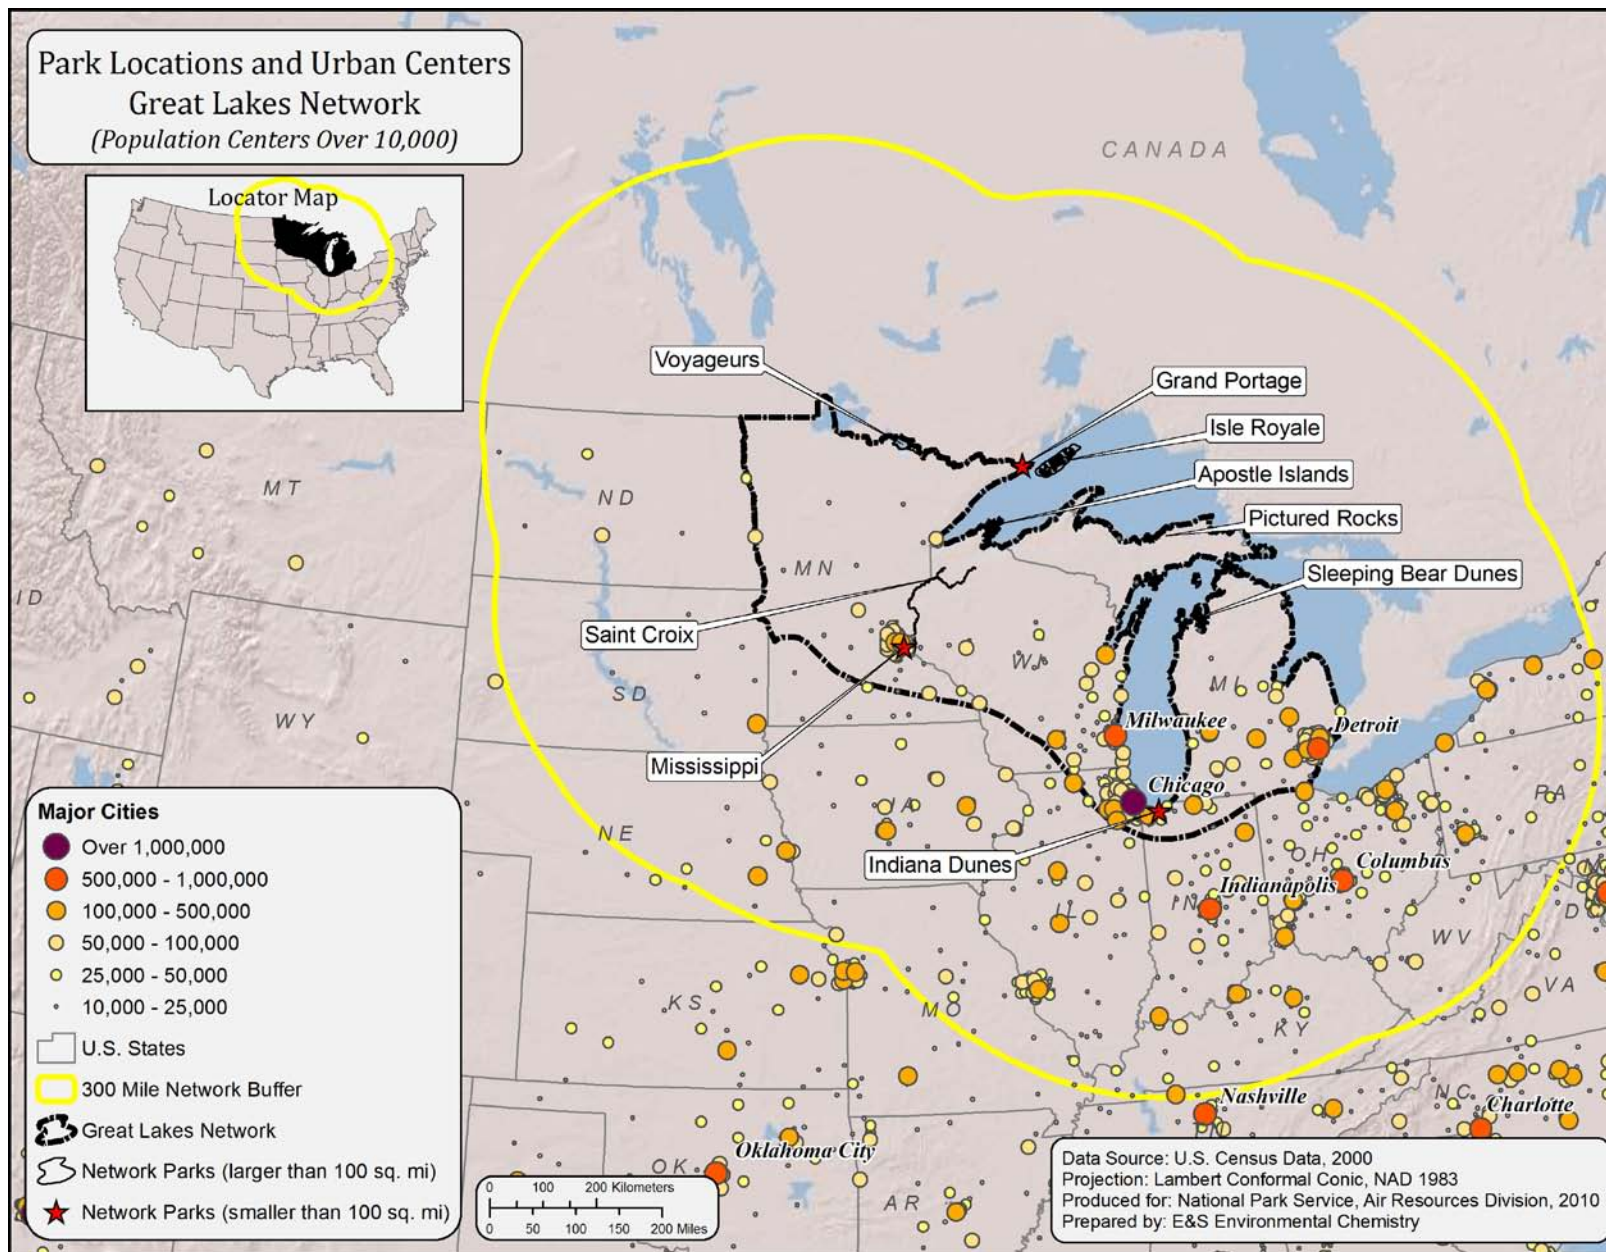 Park Locations and Urban Centers
Great Lakes Network
(Population Centers Over 10,000)
Locator Map
CANADA
Voyageurs
Grand Portage
Isle Royale
Apostle Islands
Pictured Rocks
Sleeping Bear Dunes
MT
ND
MN
ID
Saint Croix
WI
SD
MI
WY
Milwaukee
Detroit
Mississippi
Chicago
IA
PA
NE
Indiana Dunes
OH
Columbus
Indianapolis
IL
IN
WV
VA
KS
MO
KY
Nashville
NC
Charlotte
TN
Oklahoma City
OK
AR
M
D
Major Cities
Over 1,000,000
500,000 - 1,000,000
100,000 - 500,000
50,000 - 100,000
25,000 - 50,000
10,000 - 25,000
U.S. States
300 Mile Network Buffer
Great Lakes Network
Network Parks (larger than 100 sq. mi)
Network Parks (smaller than 100 sq. mi)
0 100 200 Kilometers
0 50 100 150 200 Miles
Data Source: U.S. Census Data, 2000
Projection: Lambert Conformal Conic, NAD 1983
Produced for: National Park Service, Air Resources Division, 2010
Prepared by: E&S Environmental Chemistry